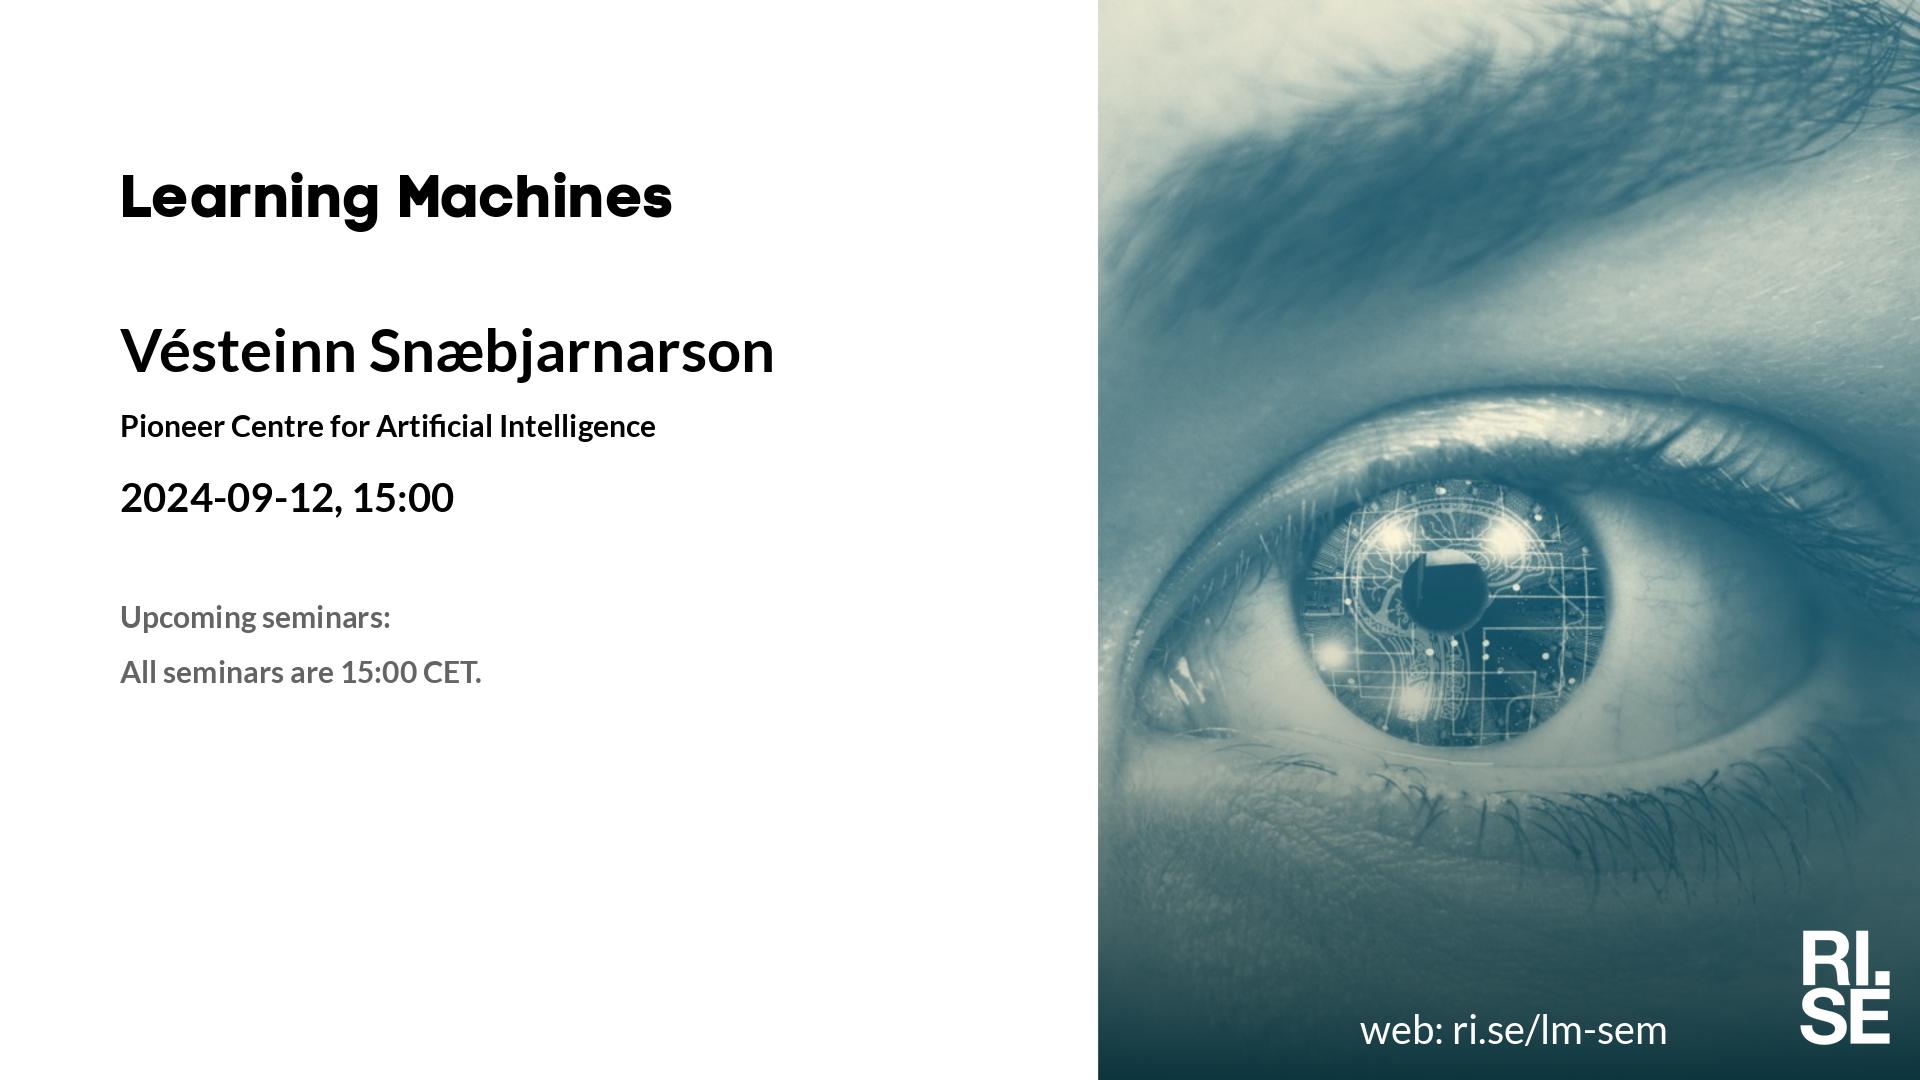 Learning Machines
Vésteinn Snæbjarnarson
Pioneer Centre for Artificial Intelligence
2024-09-12, 15:00
Upcoming seminars:
All seminars are 15:00 CET.
web: ri.se/lm-sem
RI.
SE